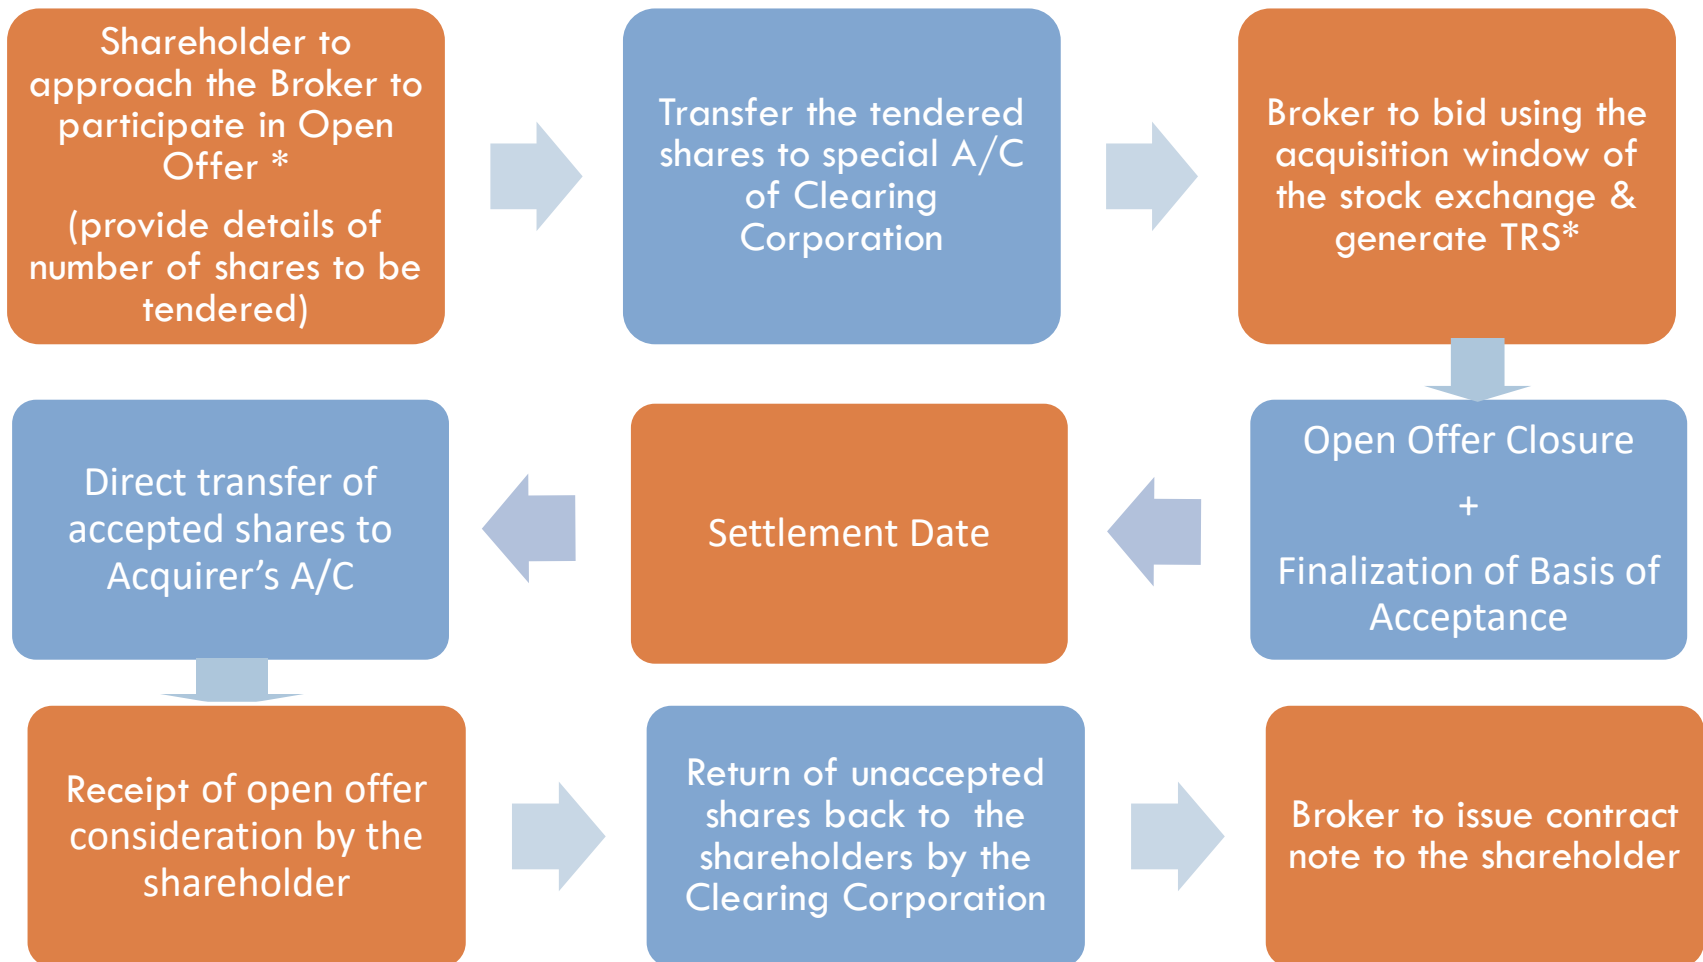 Shareholder to
approach the Broker to
participate in Open
Offer *
(provide details of
number of shares to be
tendered)
Transfer the tendered
shares to special A/C
of Clearing
Corporation
Broker to bid using the
acquisition window of
the stock exchange &
generate TRS*
Open Offer Closure
+
Finalization of Basis of
Acceptance
Settlement Date
Direct transfer of
accepted shares to
Acquirer’s A/C
Receipt of open offer
consideration by the
shareholder
Return of unaccepted
shares back to the
shareholders by the
Clearing Corporation
Broker to issue contract
note to the shareholder